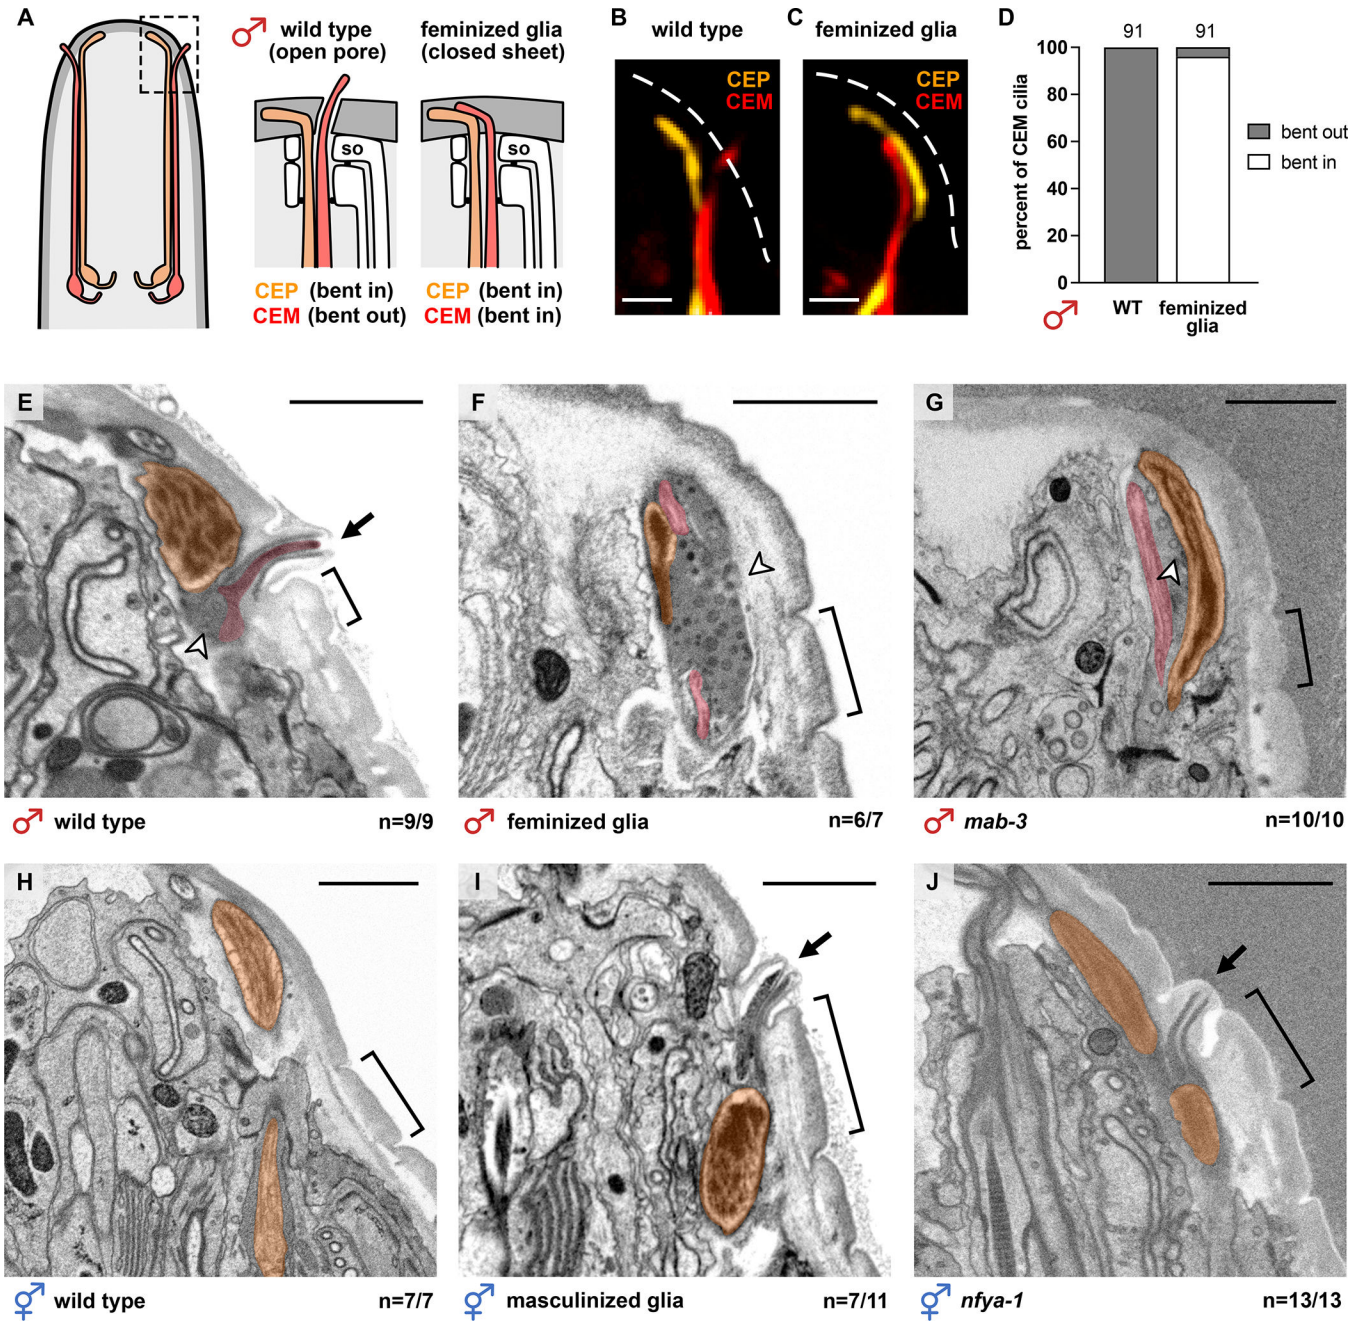 A
♂ wild type
(open pore)
feminized glia
(closed sheet)
so
so
CEP (bent in)
CEM (bent out)
CEP (bent in)
CEM (bent in)
B
wild type
CEP
CEM
C
feminized glia
CEP
CEM
D
91
91
percent of CEM cilia
100
80
60
40
20
0
bent out
bent in
♂
WT
feminized
glia
E
♂ wild type
n=9/9
F
♂ feminized glia
n=6/7
G
♂ mab-3
n=10/10
H
⚥ wild type
n=7/7
I
⚥ masculinized glia
n=7/11
J
⚥ nfya-1
n=13/13